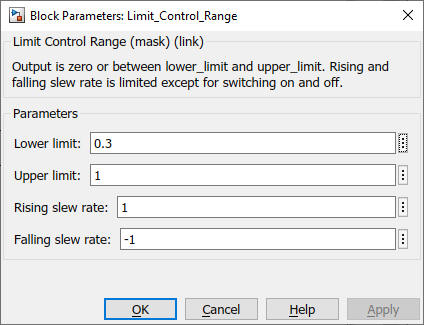 Block Parameters: Limit_Control_Range
Limit Control Range (mask) (link)
Output is zero or between lower_limit and upper_limit. Rising and
falling slew rate is limited except for switching on and off.
Parameters
Lower limit: 0.3
Upper limit: 1
Rising slew rate: 1
Falling slew rate: -1
OK Cancel Help Apply